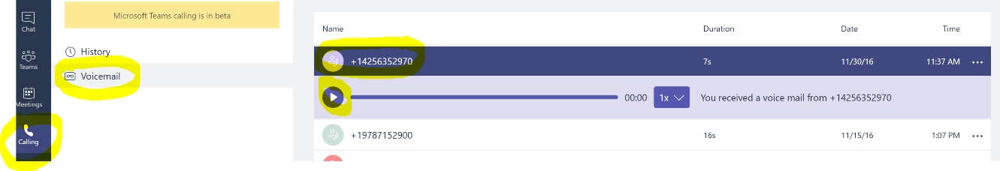 Chat
Teams
Meetings
Calling
Microsoft Teams calling is in beta
History
Voicemail
Name Duration Date Time
+14256352970 7s 11/30/16 11:37 AM ...
00:00 1x You received a voice mail from +14256352970
+19787152900 16s 11/15/16 1:07 PM ...